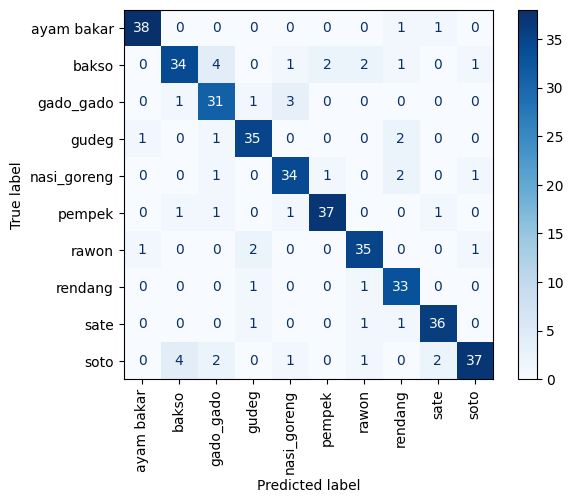 ayam bakar 38 0 0 0 0 0 0 1 1 0
bakso 0 34 4 0 1 2 2 1 0 1
gado_gado 0 1 31 1 3 0 0 0 0 0
gudeg 1 0 1 35 0 0 0 2 0 0
nasi_goreng 0 0 1 0 34 1 0 2 0 1
pempek 0 1 1 0 1 37 0 0 1 0
rawon 1 0 0 2 0 0 35 0 0 1
rendang 0 0 0 1 0 0 1 33 0 0
sate 0 0 0 1 0 0 1 1 36 0
soto 0 4 2 0 1 0 1 0 2 37
True label
ayam bakar
bakso
gado_gado
gudeg
nasi_goreng
pempek
rawon
rendang
sate
soto
Predicted label
35
30
25
20
15
10
5
0